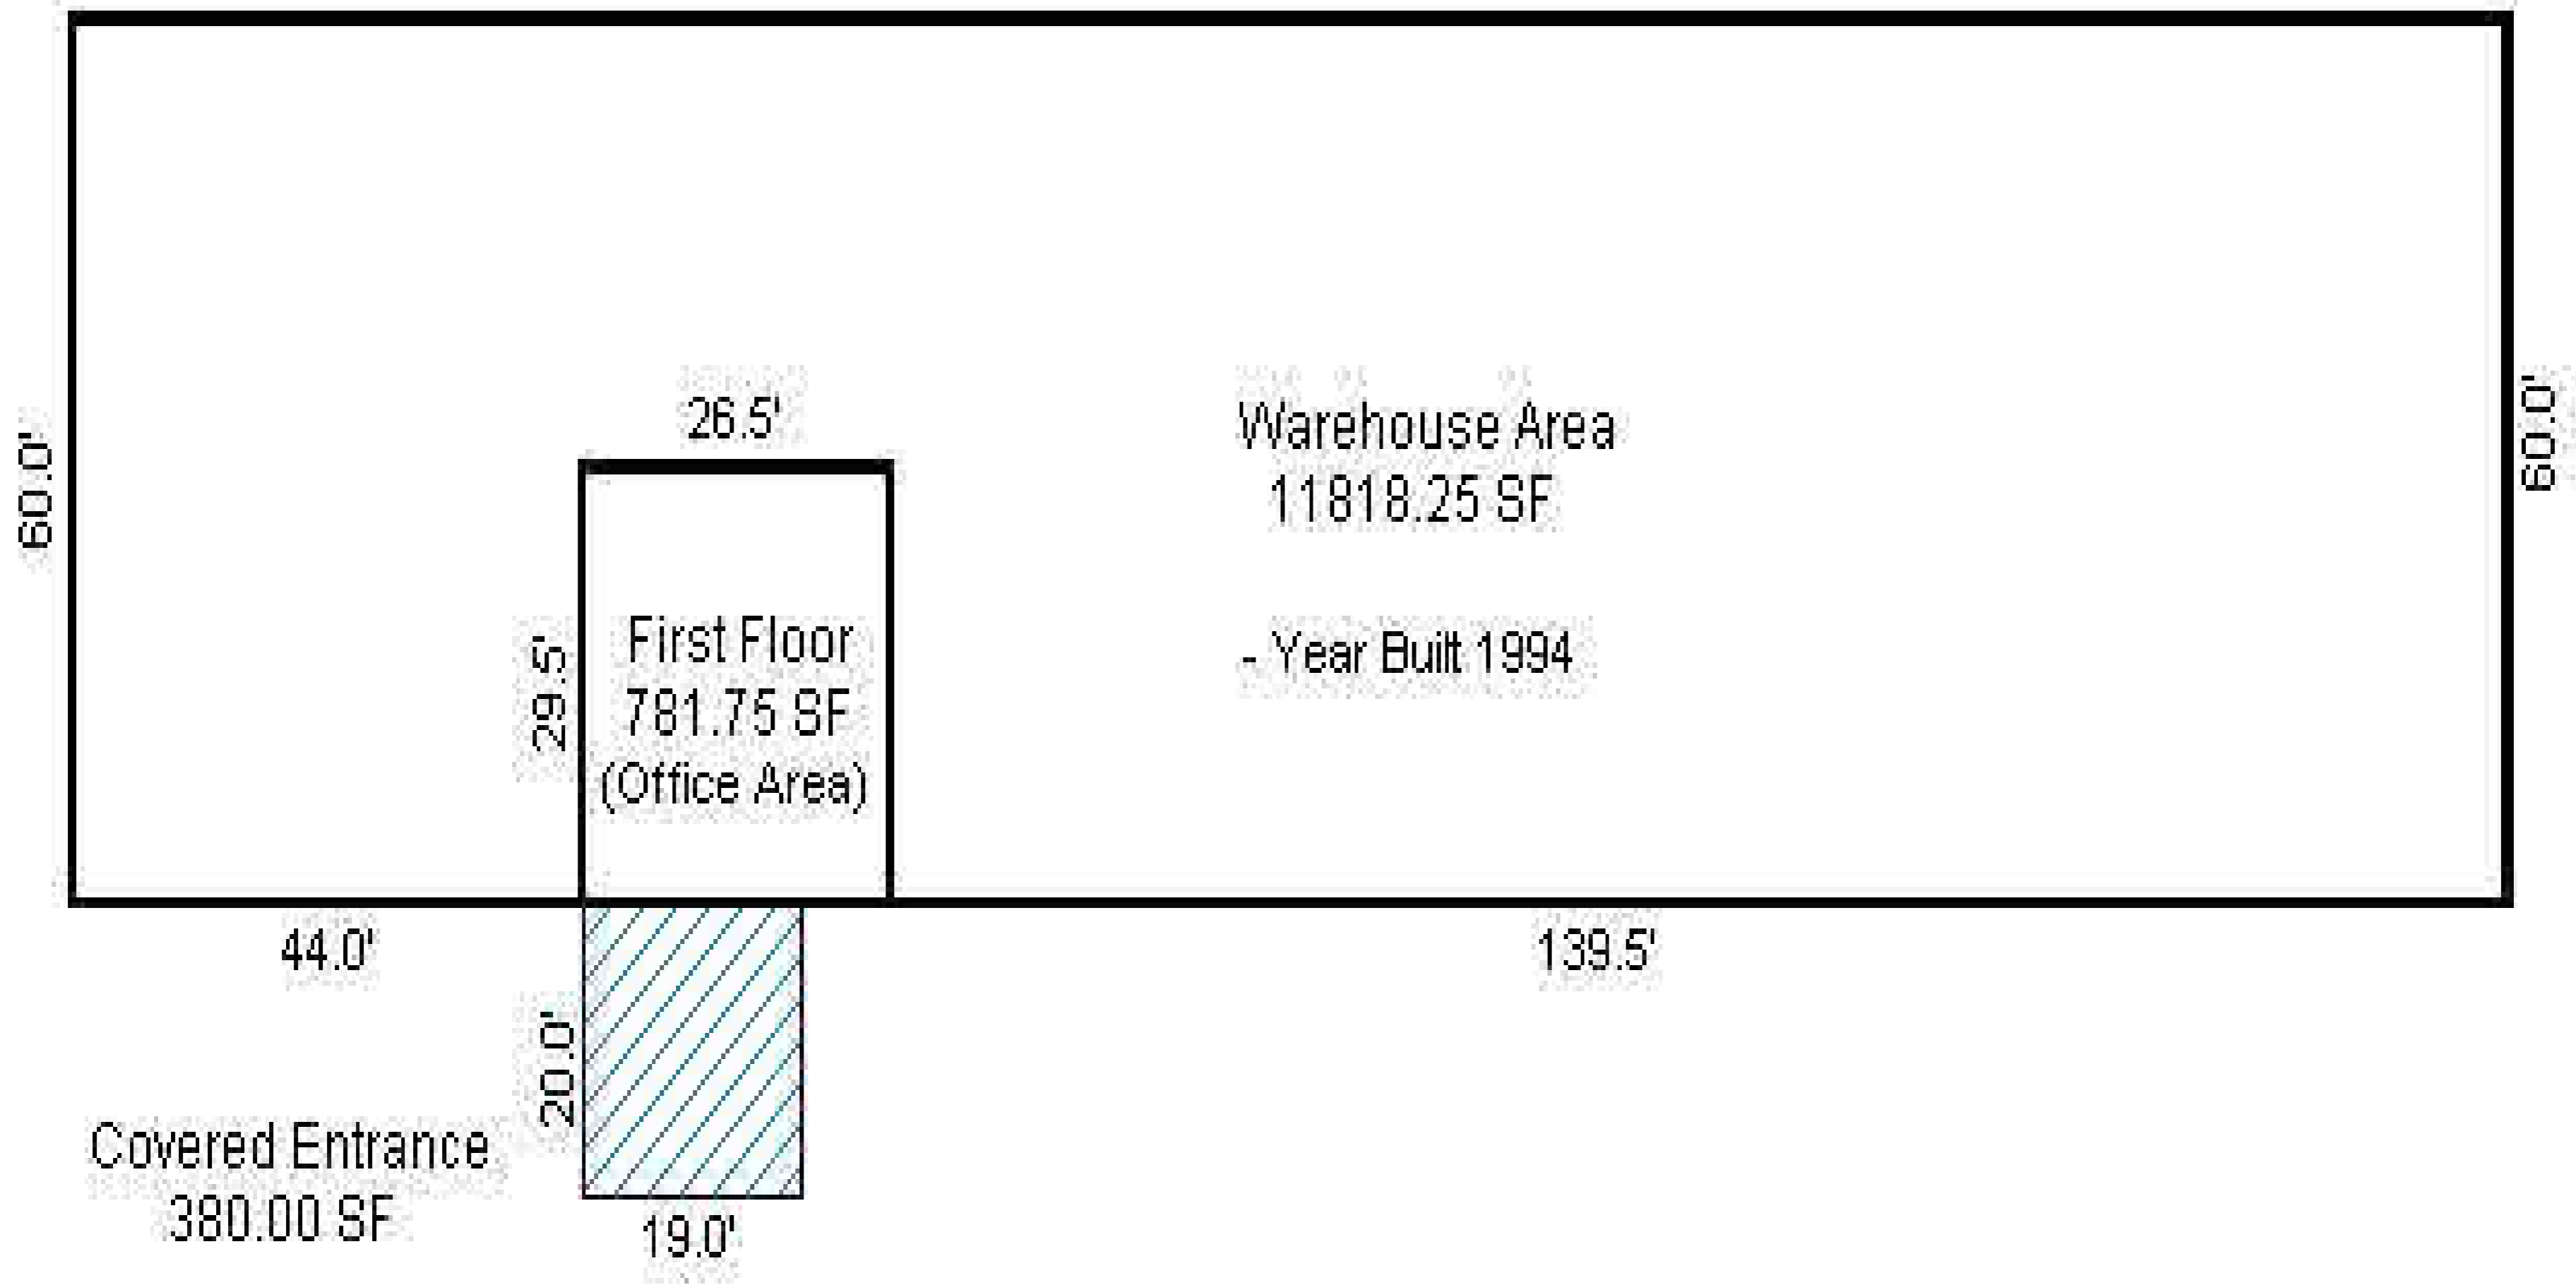 26.5'
Warehouse Area
11818.25 SF
60.0'
60.0'
First Floor
781.75 SF
(Office Area)
29.5'
- Year Built 1994
44.0'
139.5'
20.0'
Covered Entrance
380.00 SF
19.0'